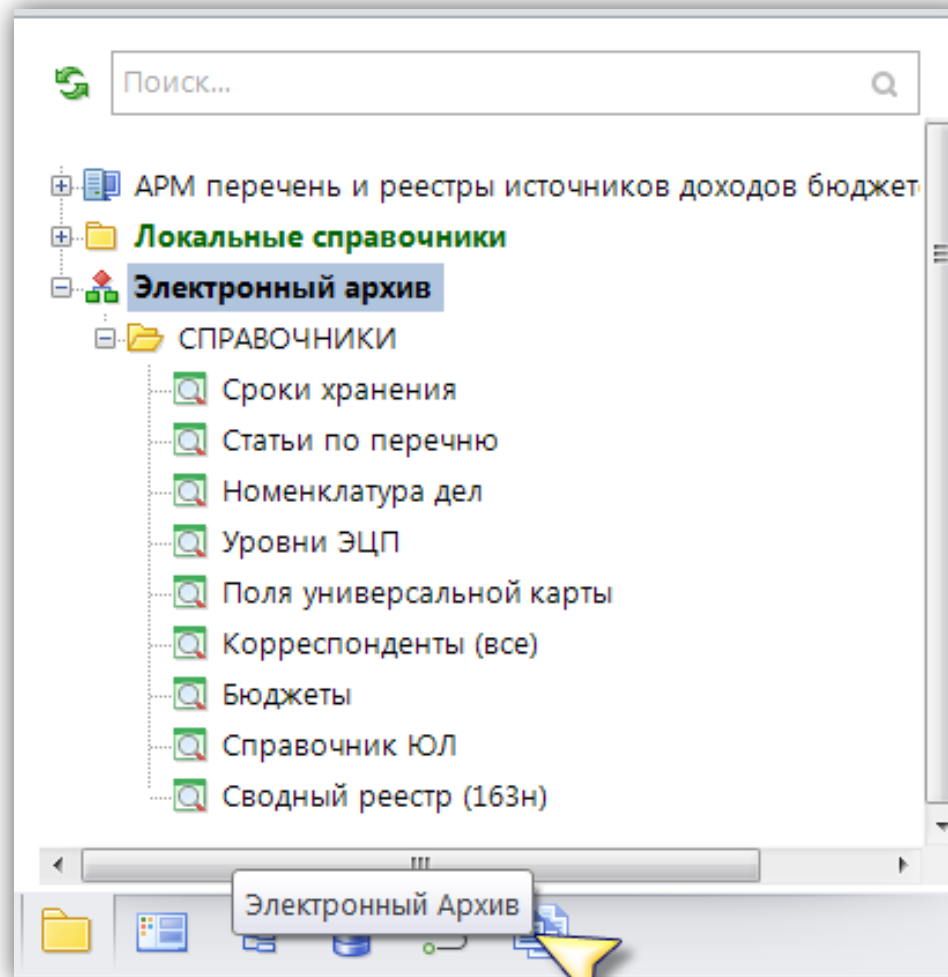 Поиск...
АРМ перечень и реестры источников доходов бюджет
Локальные справочники
Электронный архив
СПРАВОЧНИКИ
Сроки хранения
Статьи по перечню
Номенклатура дел
Уровни ЭЦП
Поля универсальной карты
Корреспонденты (все)
Бюджеты
Справочник ЮЛ
Сводный реестр (163н)
Электронный Архив